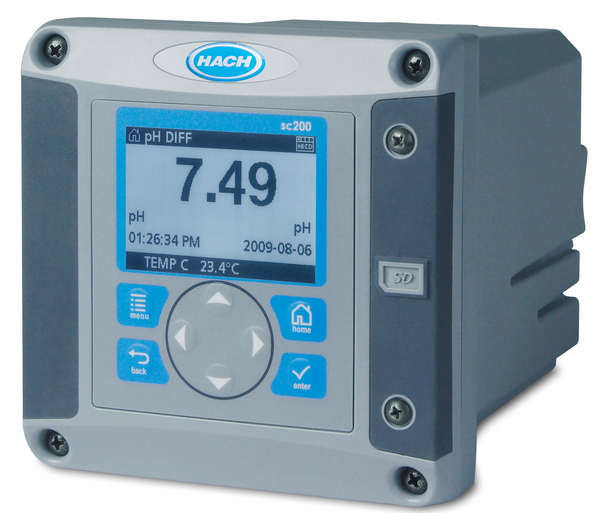 HACH
sc200
pH DIFF
ABCD
7.49
pH
pH
01:26:34 PM 2009-08-06
TEMP C 23.4°C
menu
home
back
enter
SD